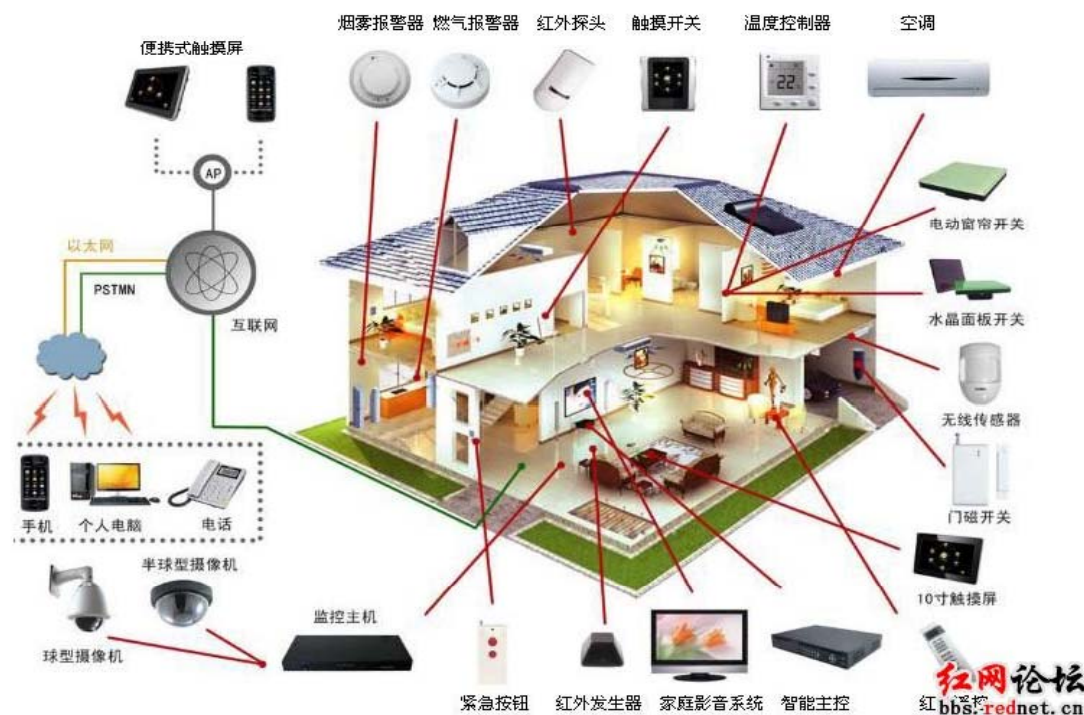 烟雾报警器 燃气报警器 红外探头 触摸开关 温度控制器 空调
便携式触摸屏
22
AP
电动窗帘开关
以太网
PSTMN
互联网
水晶面板开关
无线传感器
门磁开关
手机 个人电脑 电话
半球型摄像机
10寸触摸屏
监控主机
球型摄像机
紧急按钮 红外发生器 家庭影音系统 智能主控
红网论坛
bbs.rednet.cn